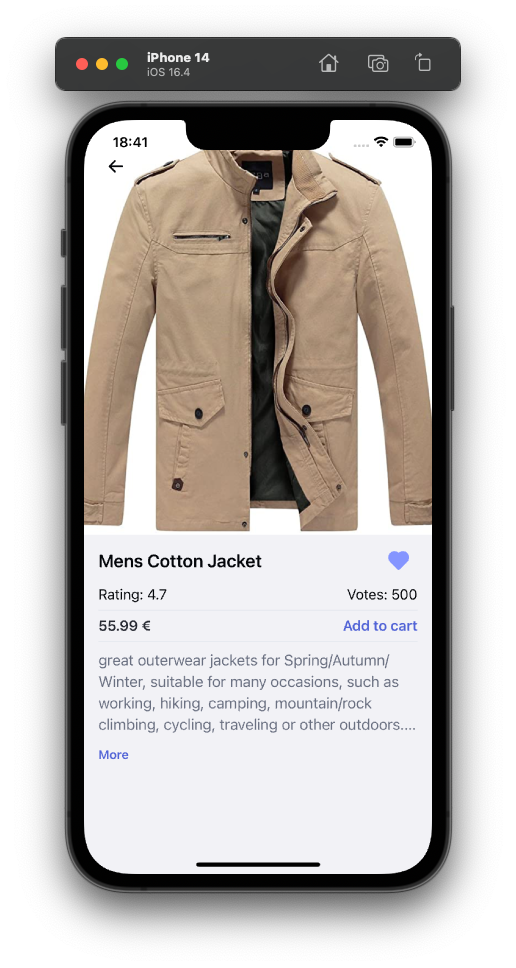 iPhone 14
iOS 16.4
18:41
Mens Cotton Jacket
Rating: 4.7
Votes: 500
55.99 €
Add to cart
great outerwear jackets for Spring/Autumn/
Winter, suitable for many occasions, such as
working, hiking, camping, mountain/rock
climbing, cycling, traveling or other outdoors....
More